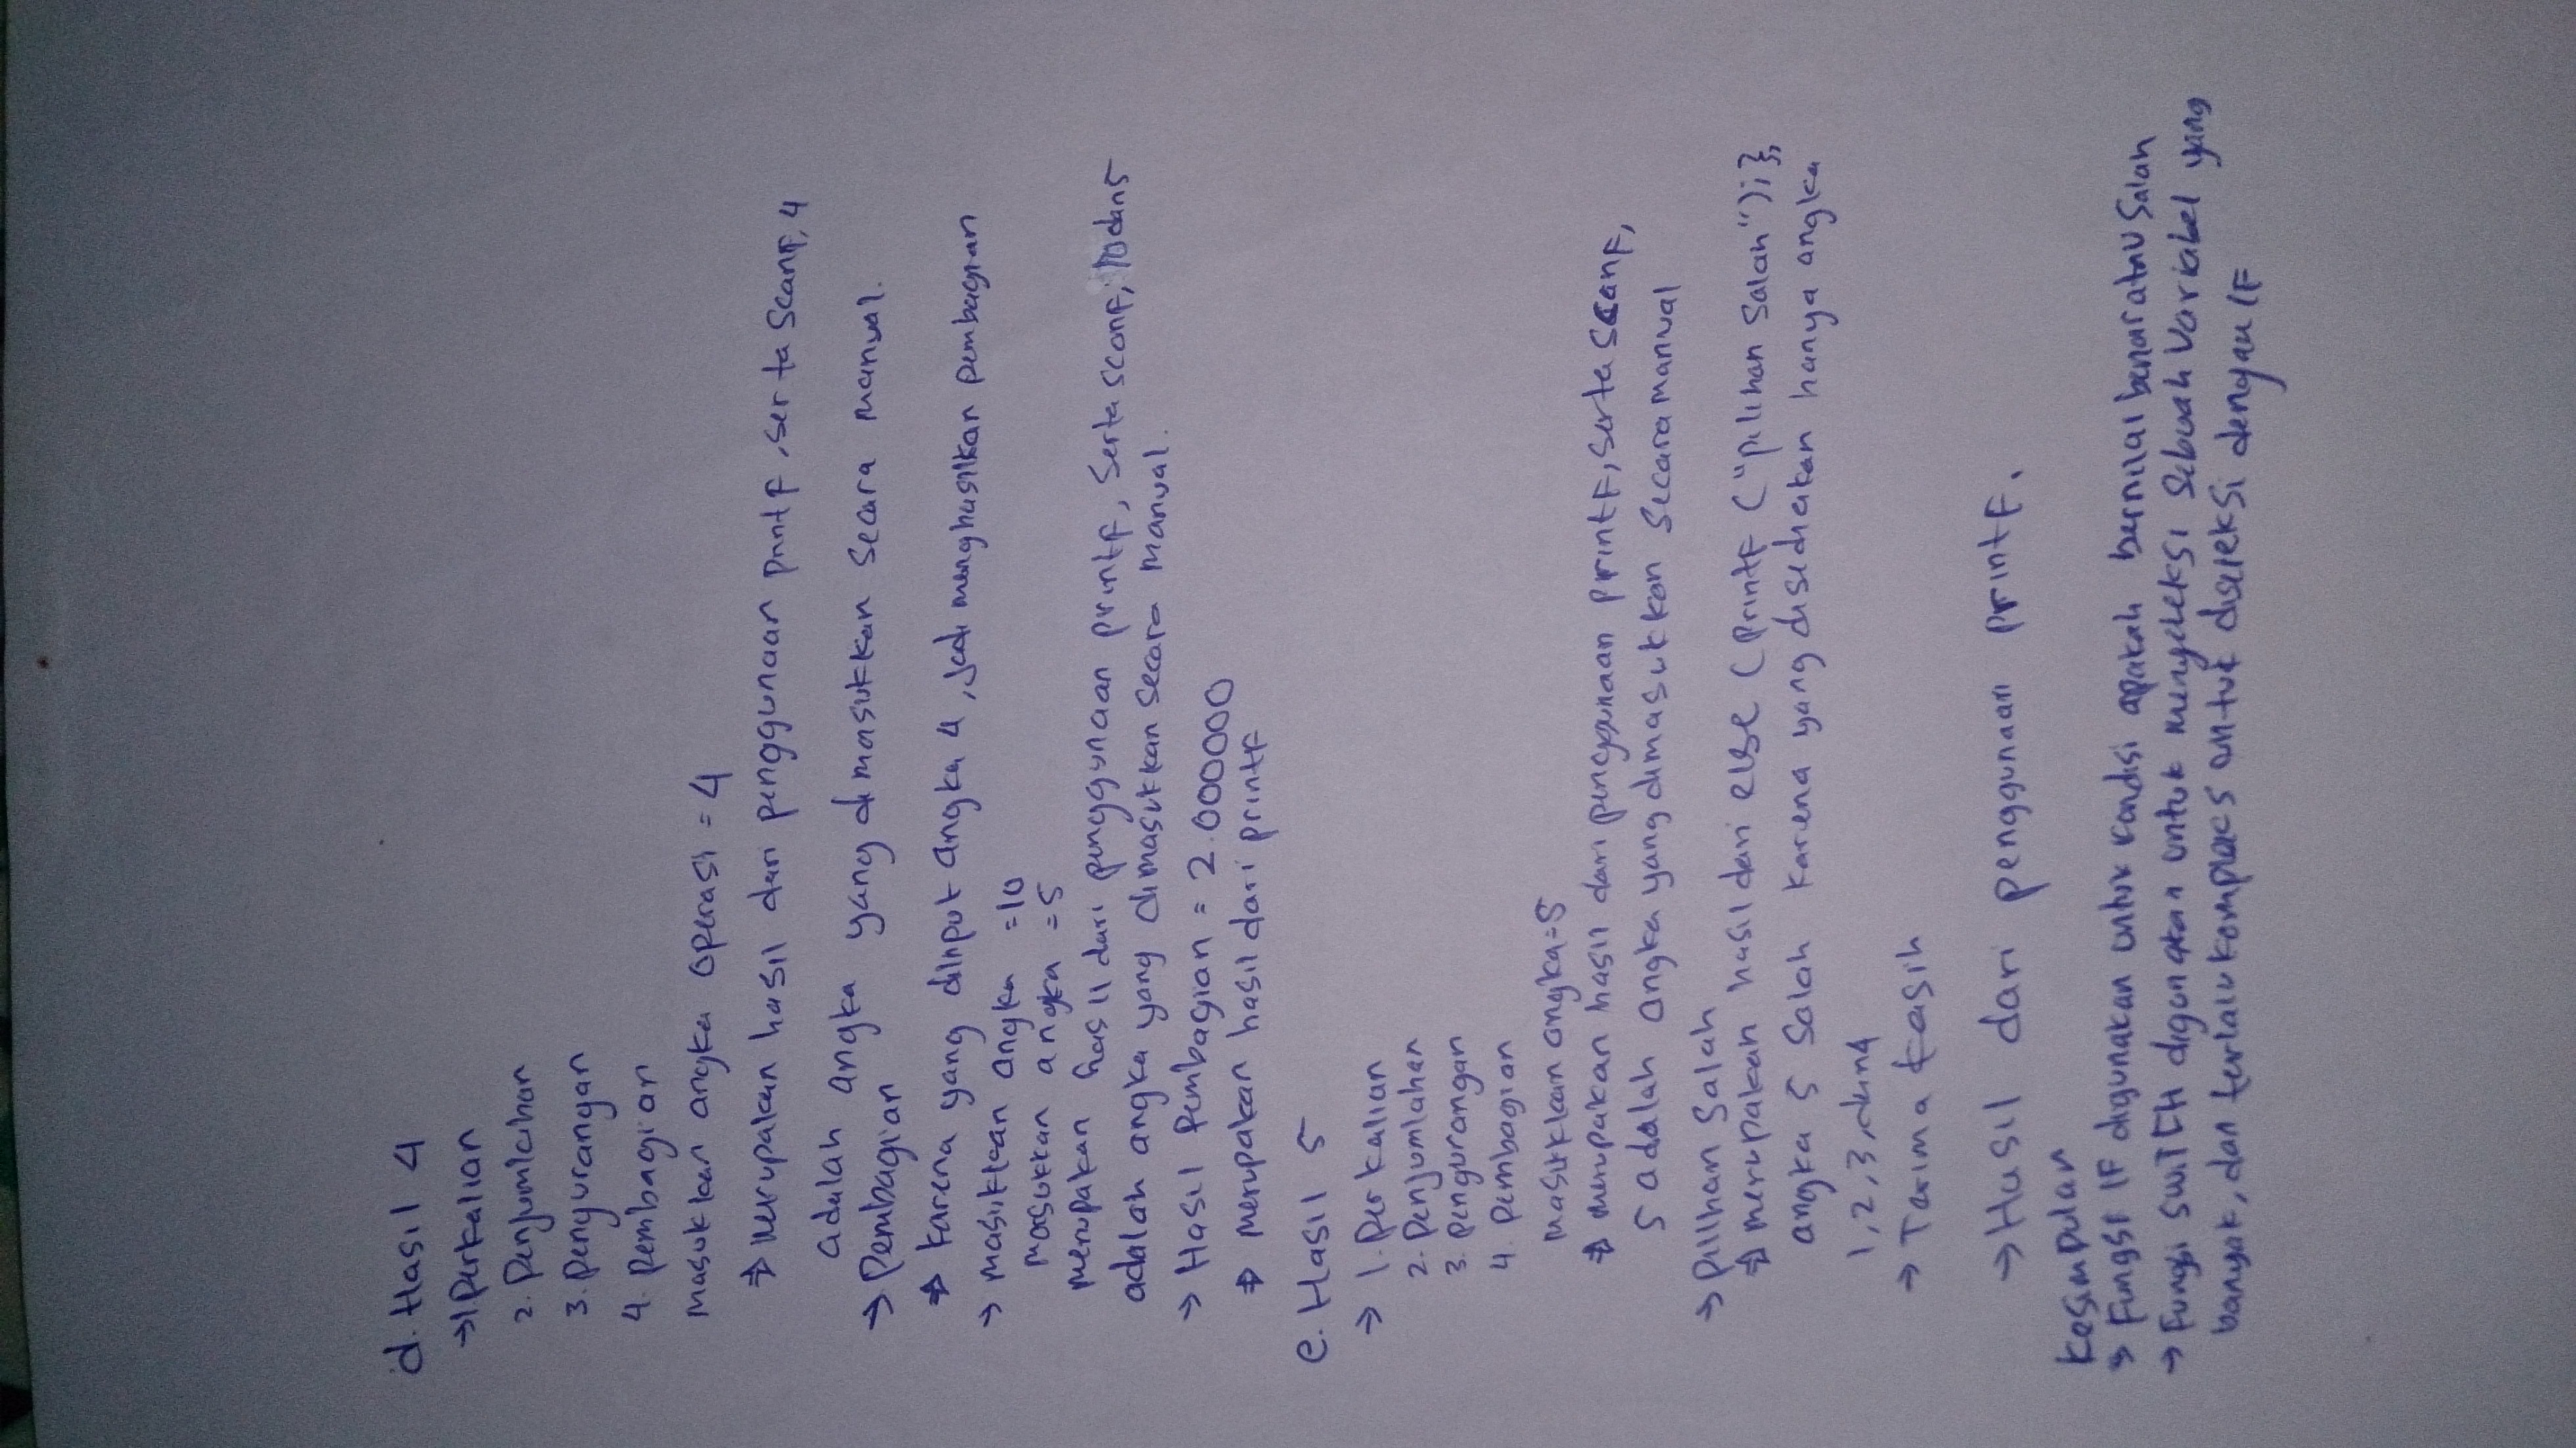 d. Hasil 4
→1. Perkalian
2. Penjumlahan
3. Pengurangan
4. Pembagian
Masukkan angka operasi = 4
⇒ merupakan hasil dari penggunaan printf, serta scanf, 4
adalah angka yang dimasukkan secara manual.
→ Pembagian
⇒ karena yang diinput angka 4, jadi menghasilkan pembagian
→ masukkan angka =10
masukkan angka =5
merupakan hasil dari penggunaan printf, serta scanf, 10 dan 5
adalah angka yang dimasukkan secara manual.
→ Hasil Pembagian = 2.000000
⇒ merupakan hasil dari printf
e. Hasil 5
→ 1. Perkalian
2. Penjumlahan
3. pengurangan
4. Pembagian
Masukkan angka=5
⇒ merupakan hasil dari penggunaan printf, serta scanf,
5 adalah angka yang dimasukkan secara manual
→ Pilihan Salah
⇒ merupakan hasil dari else (printf ("pilihan salah");},
angka 5 salah karena yang disediakan hanya angka
1,2,3,dan4
→ Terima kasih
→ Hasil dari penggunaan printf.
Kesimpulan
→ Fungsi IF digunakan untuk kondisi apakah bernilai benar atau salah
→ Fungsi SWITCH digunakan untuk menyeleksi sebuah variabel yang
banyak, dan terlalu kompleks untuk diseleksi dengan IF